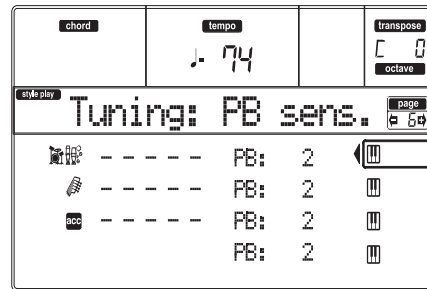 chord tempo transpose
♩- 74 C 0
octave
style play Tuning: PB sens. page
6
- - - - - PB: 2
- - - - - PB: 2
acc - - - - - PB: 2
PB: 2